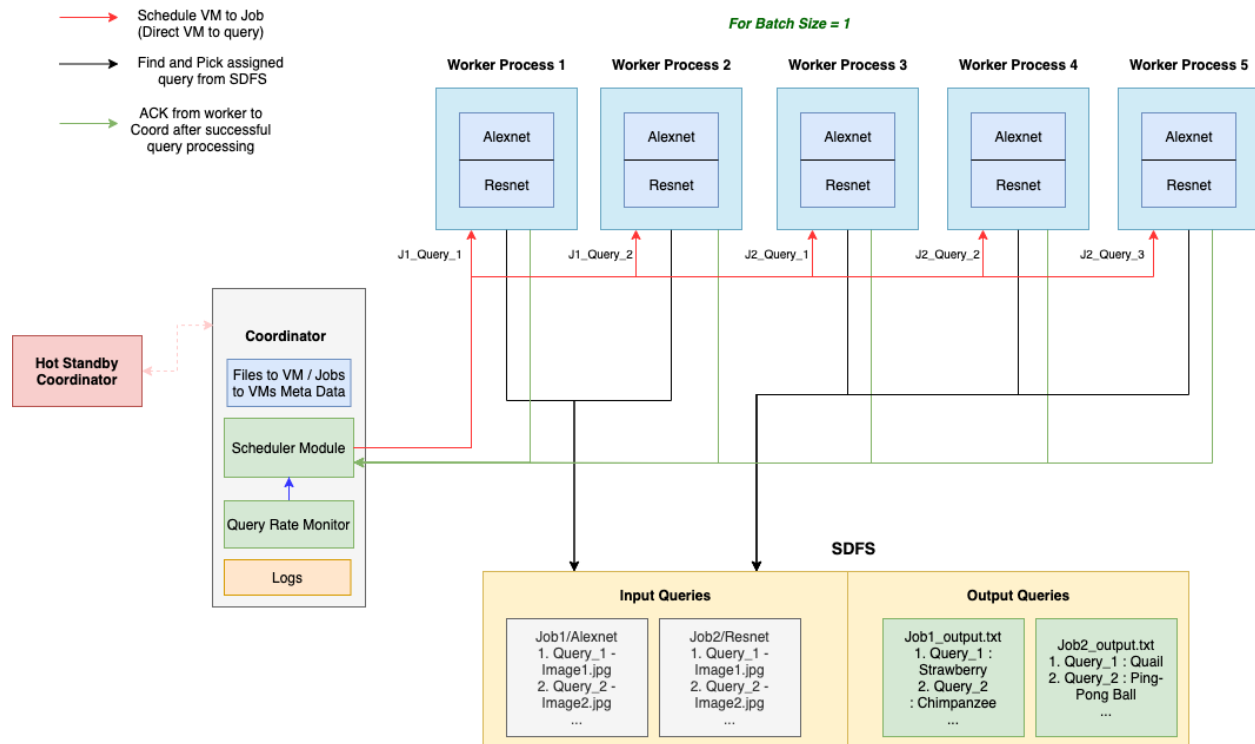 Schedule VM to Job
(Direct VM to query)
Find and Pick assigned
query from SDFS
ACK from worker to
Coord after successful
query processing
For Batch Size = 1
Worker Process 1
Worker Process 2
Worker Process 3
Worker Process 4
Worker Process 5
Alexnet
Resnet
Alexnet
Resnet
Alexnet
Resnet
Alexnet
Resnet
Alexnet
Resnet
J1_Query_1
J1_Query_2
J2_Query_1
J2_Query_2
J2_Query_3
Hot Standby
Coordinator
Coordinator
Files to VM / Jobs
to VMs Meta Data
Scheduler Module
Query Rate Monitor
Logs
SDFS
Input Queries
Job1/Alexnet
1. Query_1 -
Image1.jpg
2. Query_2 -
Image2.jpg
...
Job2/Resnet
1. Query_1 -
Image1.jpg
2. Query_2 -
Image2.jpg
...
Output Queries
Job1_output.txt
1. Query_1 :
Strawberry
2. Query_2
: Chimpanzee
...
Job2_output.txt
1. Query_1 : Quail
2. Query_2 : Ping-
Pong Ball
...